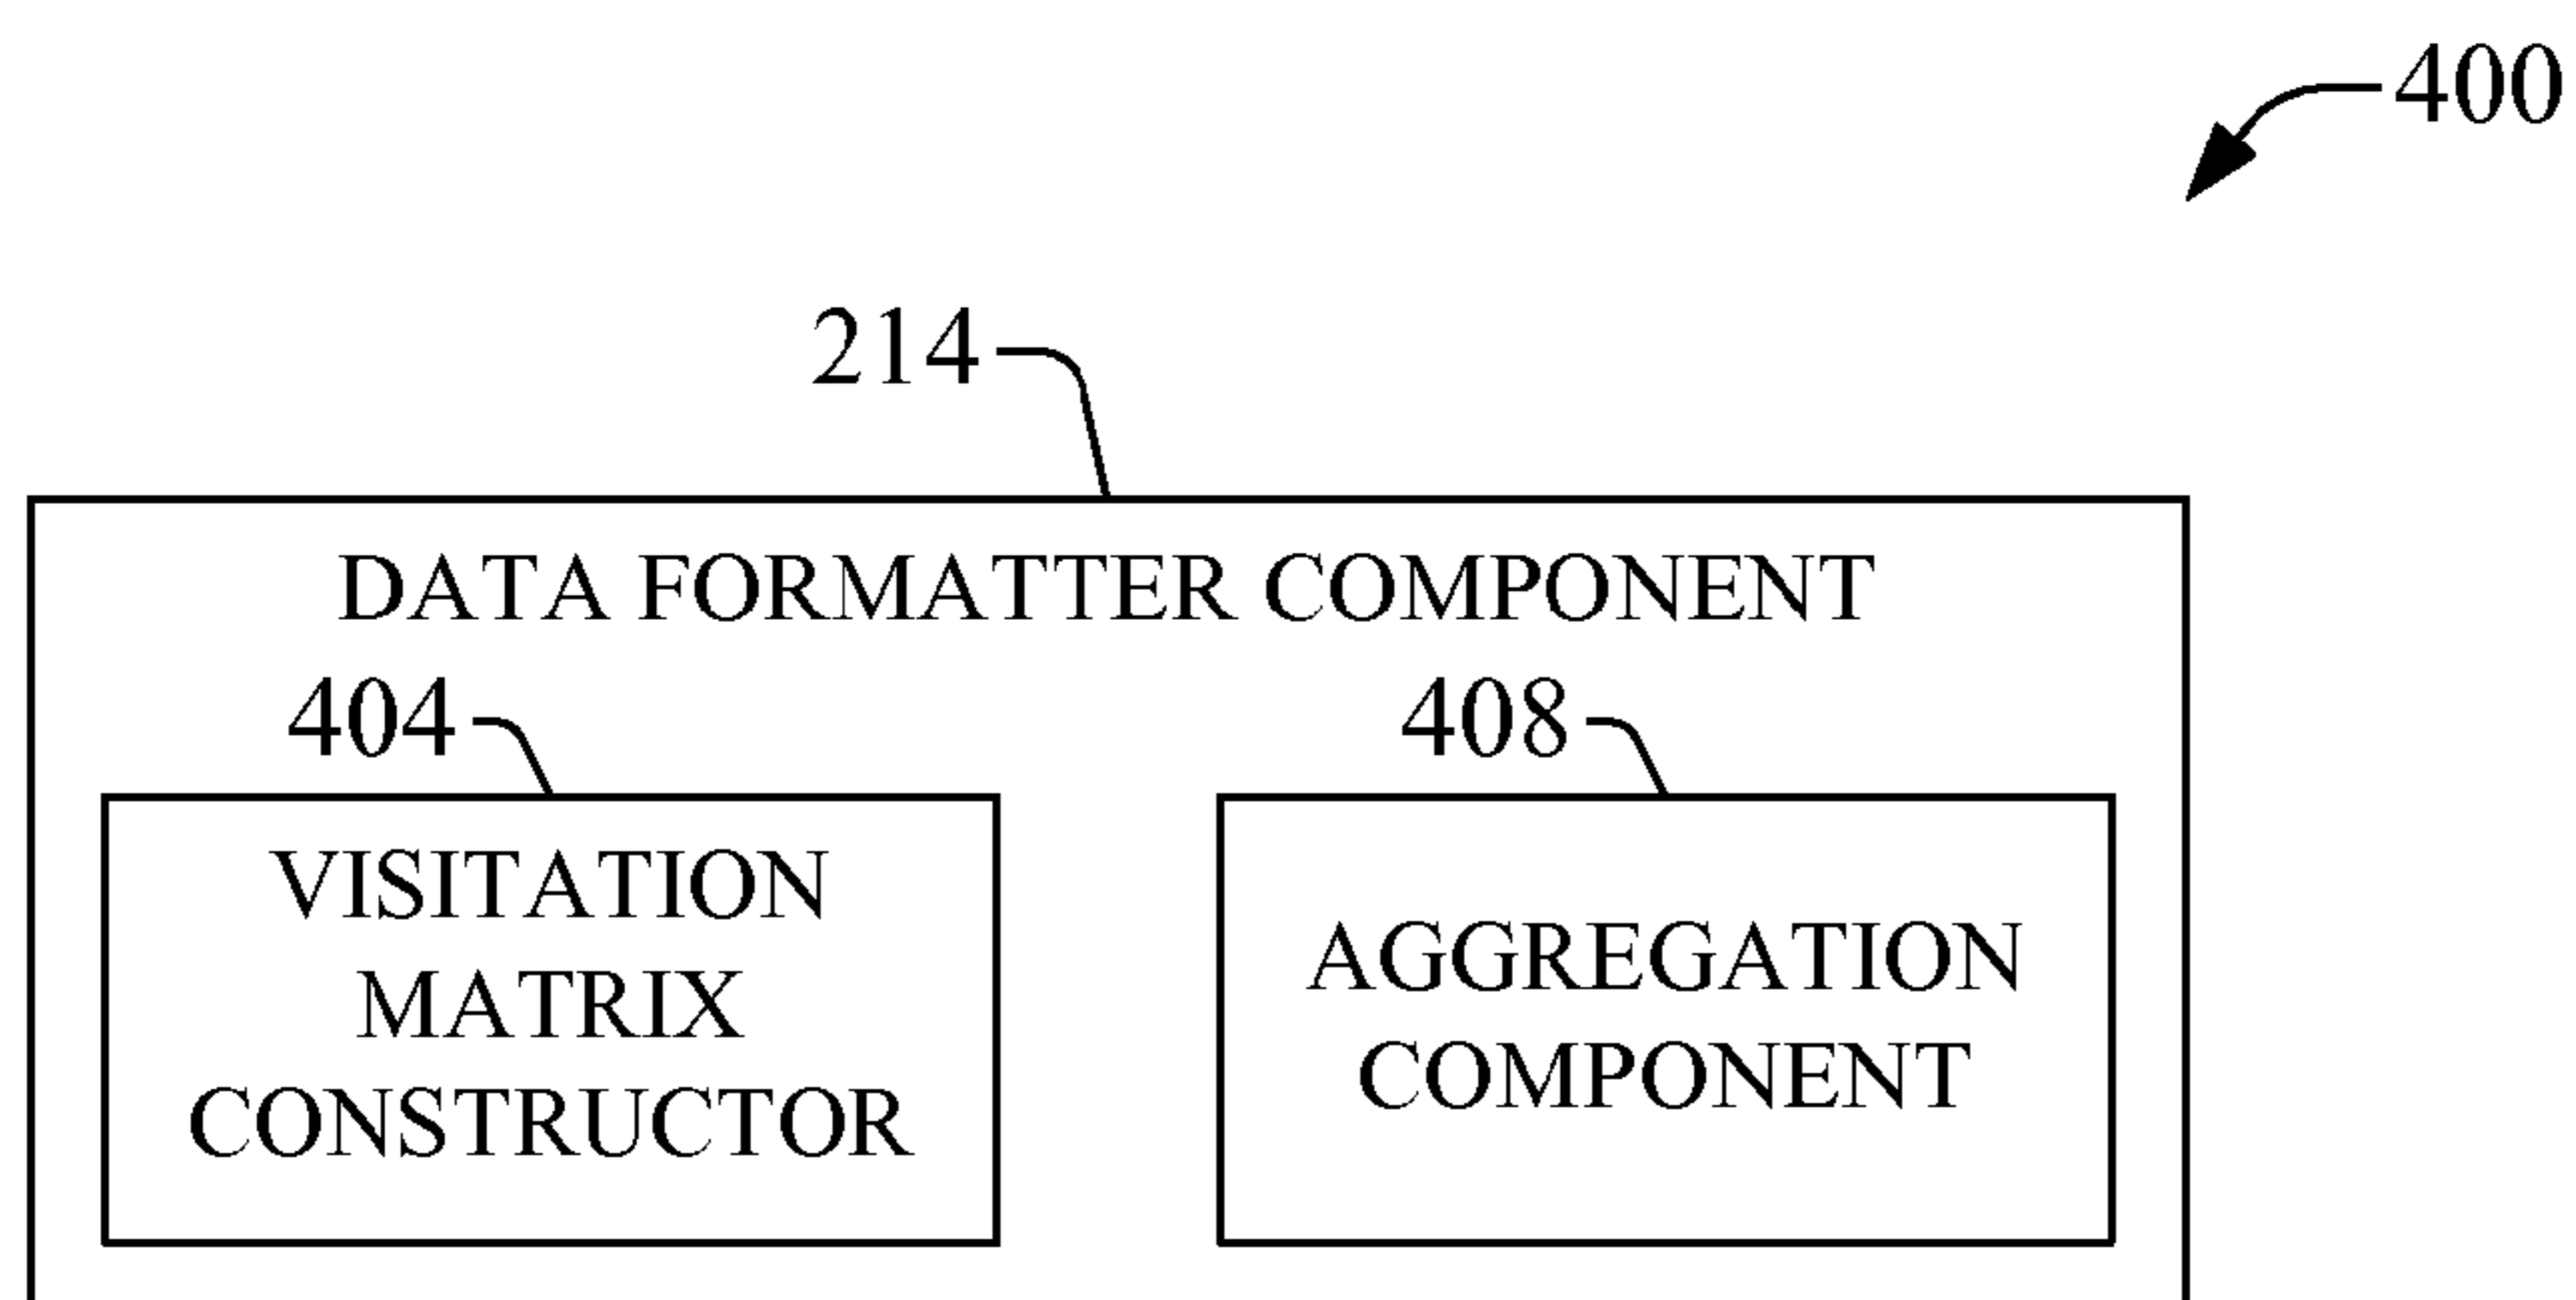 400
214
DATA FORMATTER COMPONENT
404
408
VISITATION
MATRIX
CONSTRUCTOR
AGGREGATION
COMPONENT